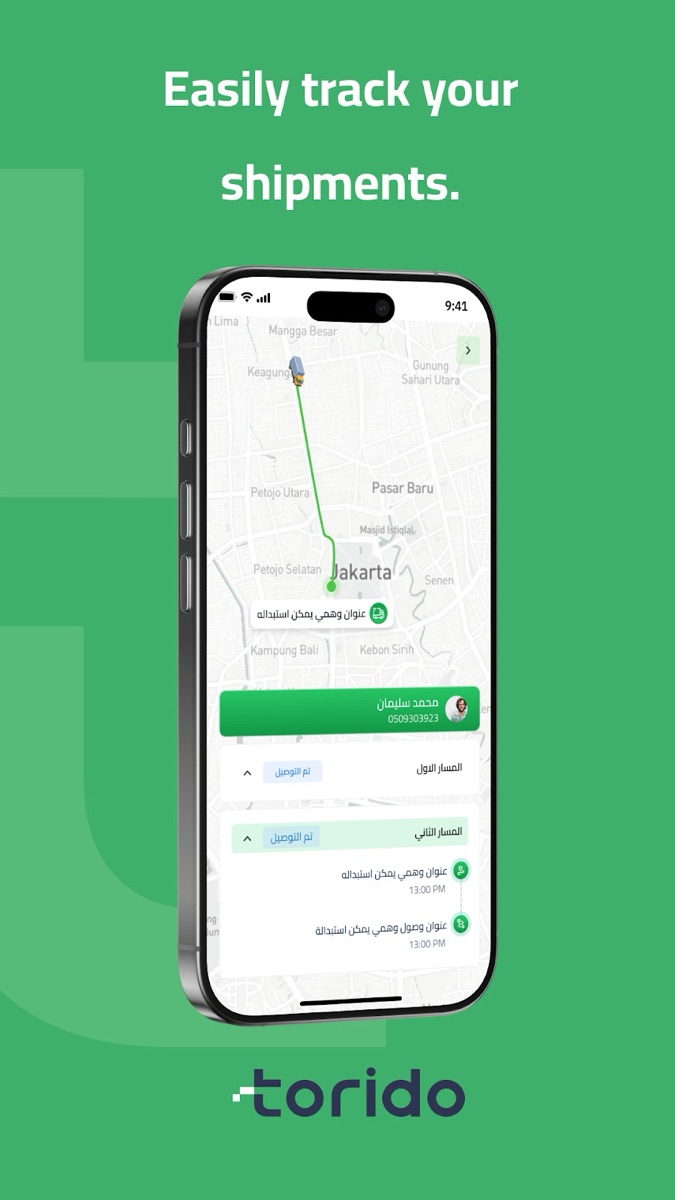 Easily track your
shipments.
9:41
Lima
Mangga Besar
Keagung
Gunung
Sahari Utara
Petojo Utara
Pasar Baru
Masjid Istiqlal
Petojo Selatan
Jakarta
Senen
عنوان وهمي يمكن استبداله
Kampung Bali
Kebon Sirih
محمد سليمان
0509303923
المسار الاول
تم التوصيل
المسار الثاني
تم التوصيل
عنوان وهمي يمكن استبداله
13:00 PM
عنوان وصول وهمي يمكن استبدالة
13:00 PM
torido